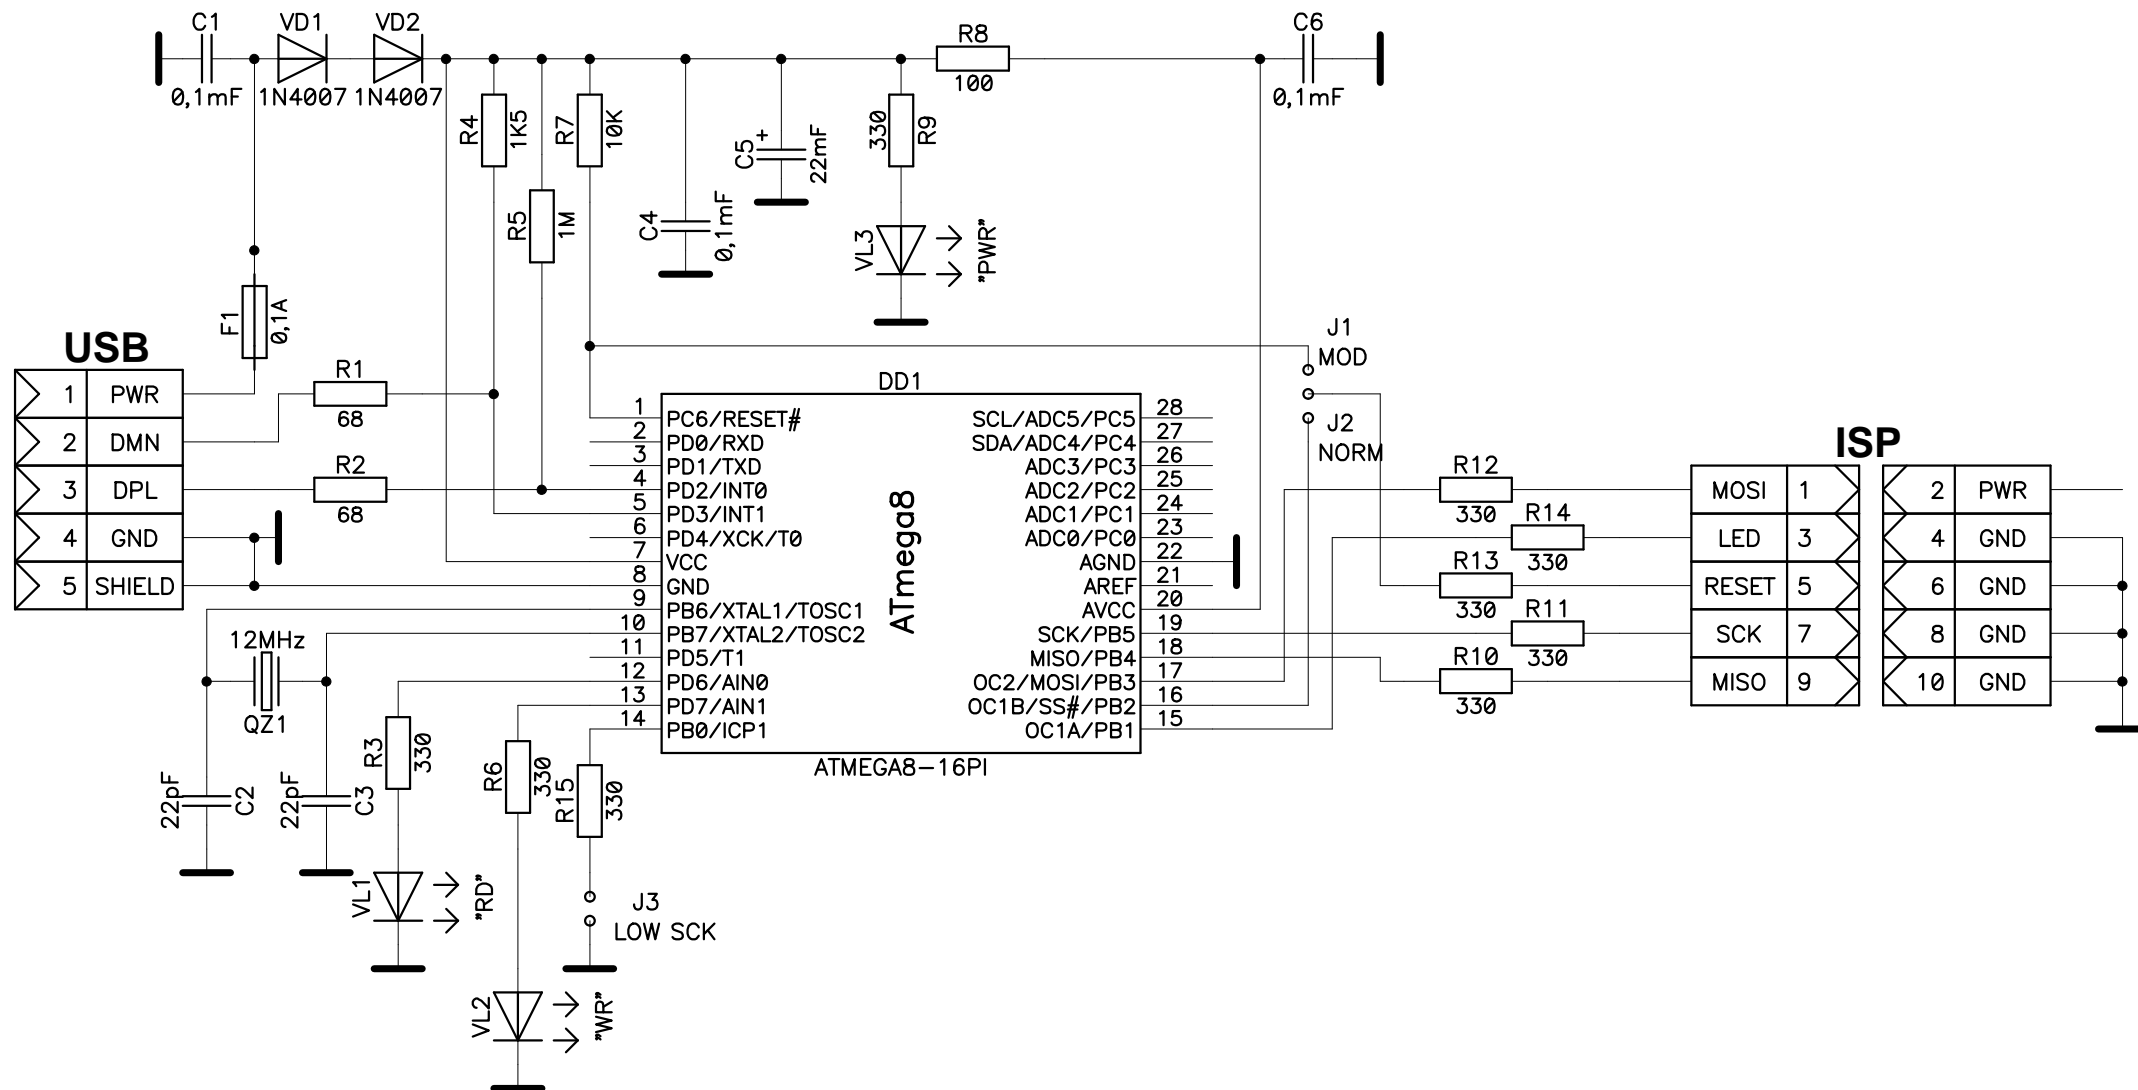 C1
VD1
VD2
R8
C6
0,1mF
1N4007
1N4007
100
0,1mF
R4
1K5
R7
10K
R5
1M
C4
0,1mF
C5
+
22mF
330
R9
VL3
"PWR"
F1
0,1A
USB
1 PWR
2 DMN
3 DPL
4 GND
5 SHIELD
R1
68
R2
68
J1
MOD
J2
NORM
DD1
1 PC6/RESET#
2 PD0/RXD
3 PD1/TXD
4 PD2/INT0
5 PD3/INT1
6 PD4/XCK/T0
7 VCC
8 GND
9 PB6/XTAL1/TOSC1
10 PB7/XTAL2/TOSC2
11 PD5/T1
12 PD6/AIN0
13 PD7/AIN1
14 PB0/ICP1
ATmega8
SCL/ADC5/PC5 28
SDA/ADC4/PC4 27
ADC3/PC3 26
ADC2/PC2 25
ADC1/PC1 24
ADC0/PC0 23
AGND 22
AREF 21
AVCC 20
SCK/PB5 19
MISO/PB4 18
OC2/MOSI/PB3 17
OC1B/SS#/PB2 16
OC1A/PB1 15
ATMEGA8-16PI
R12
330
R14
330
R13
330
R11
330
R10
330
ISP
MOSI 1
LED 3
RESET 5
SCK 7
MISO 9
2 PWR
4 GND
6 GND
8 GND
10 GND
12MHz
QZ1
22pF
C2
22pF
C3
R3
330
R6
330
R15
330
VL1
"RD"
J3
LOW SCK
VL2
"WR"